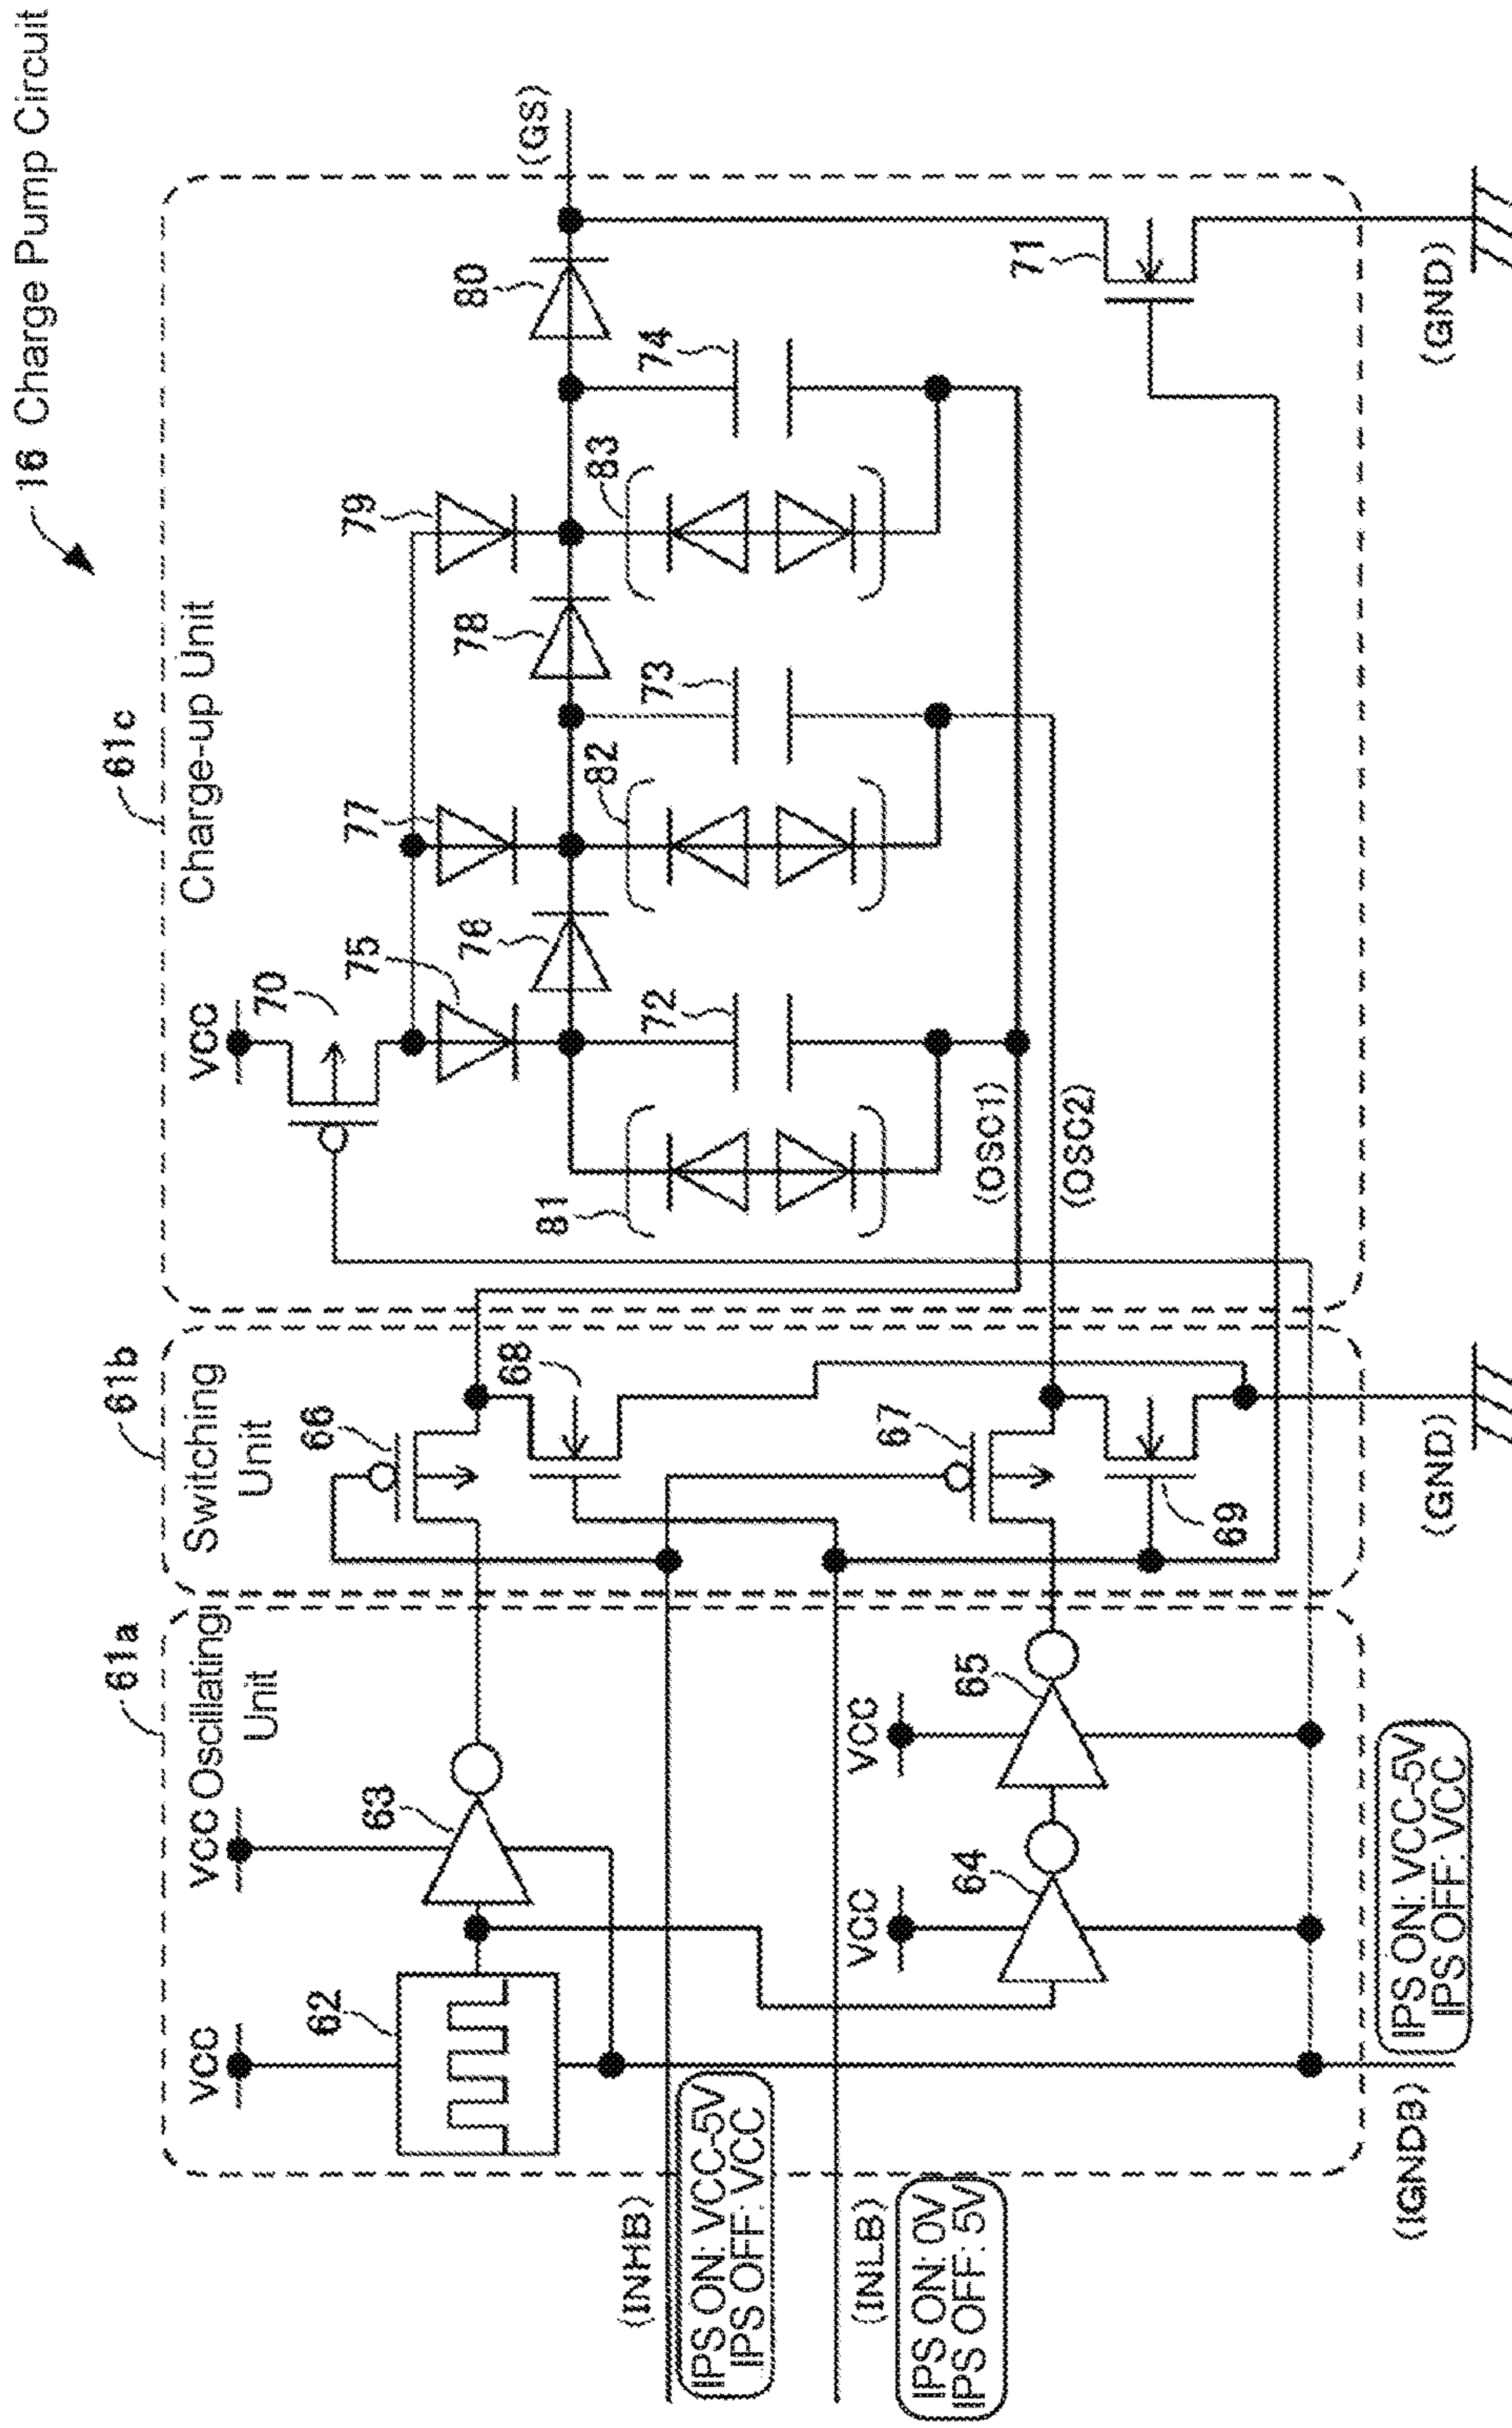 16 Charge Pump Circuit
61a
61b
61c
Oscillating
Unit
Switching
Unit
Charge-up Unit
VCC
62
VCC
63
VCC
64
VCC
65
66
67
68
69
VCC
70
71
72
73
74
75
76
77
78
79
80
81
82
83
(OSC1)
(OSC2)
(GS)
(INHB)
IPS ON: VCC-5V
IPS OFF: VCC
(INLB)
IPS ON: 0V
IPS OFF: 5V
(IGNDB)
IPS ON: VCC-5V
IPS OFF: VCC
(GND)
(GND)